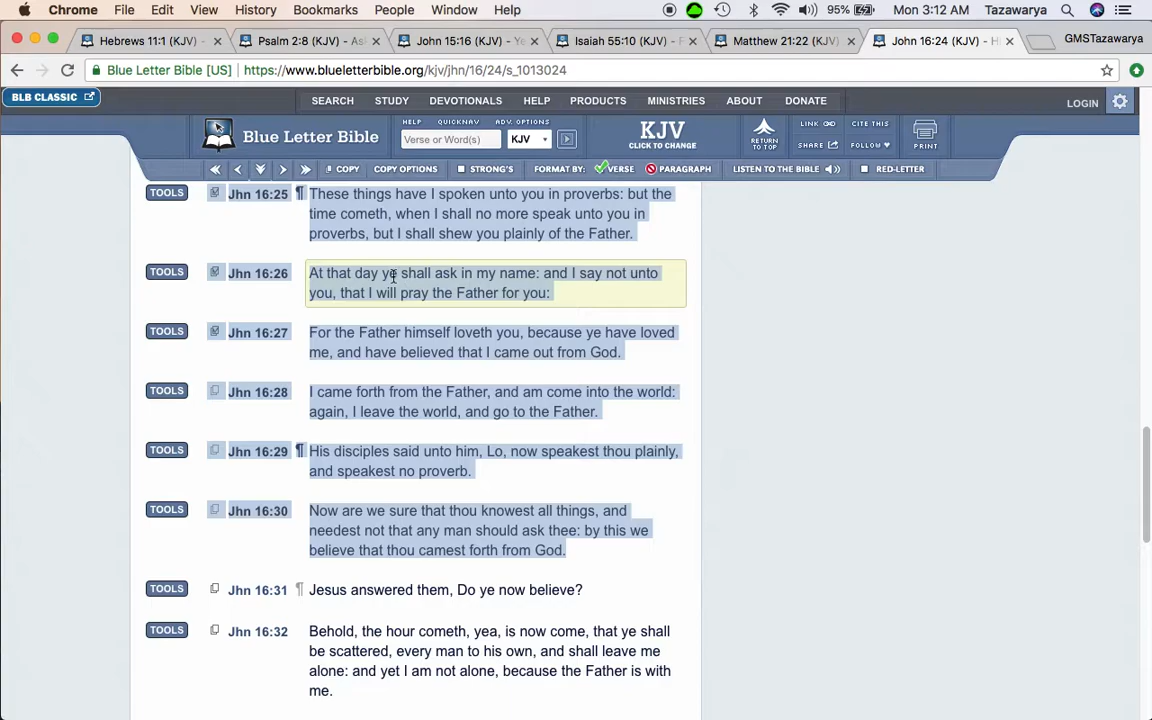 Chrome File Edit View History Bookmarks People Window Help 95% Mon 3:12 AM Tazawarya
Hebrews 11:1 (KJV) Psalm 2:8 (KJV) - As John 15:16 (KJV) - Ye Isaiah 55:10 (KJV) - F Matthew 21:22 (KJV) John 16:24 (KJV) - Hi GMSTazawarya
Blue Letter Bible [US] https://www.blueletterbible.org/kjv/jhn/16/24/s_1013024
BLB CLASSIC SEARCH STUDY DEVOTIONALS HELP PRODUCTS MINISTRIES ABOUT DONATE LOGIN
HELP QUICKNAV ADV. OPTIONS
Blue Letter Bible Verse or Word(s) KJV
KJV
CLICK TO CHANGE
RETURN
TO TOP
LINK CITE THIS
SHARE FOLLOW
PRINT
COPY COPY OPTIONS STRONG'S FORMAT BY: VERSE PARAGRAPH LISTEN TO THE BIBLE RED-LETTER
TOOLS Jhn 16:25 ¶ These things have I spoken unto you in proverbs: but the
time cometh, when I shall no more speak unto you in
proverbs, but I shall shew you plainly of the Father.
TOOLS Jhn 16:26 At that day ye shall ask in my name: and I say not unto
you, that I will pray the Father for you:
TOOLS Jhn 16:27 For the Father himself loveth you, because ye have loved
me, and have believed that I came out from God.
TOOLS Jhn 16:28 I came forth from the Father, and am come into the world:
again, I leave the world, and go to the Father.
TOOLS Jhn 16:29 ¶ His disciples said unto him, Lo, now speakest thou plainly,
and speakest no proverb.
TOOLS Jhn 16:30 Now are we sure that thou knowest all things, and
needest not that any man should ask thee: by this we
believe that thou camest forth from God.
TOOLS Jhn 16:31 ¶ Jesus answered them, Do ye now believe?
TOOLS Jhn 16:32 Behold, the hour cometh, yea, is now come, that ye shall
be scattered, every man to his own, and shall leave me
alone: and yet I am not alone, because the Father is with
me.